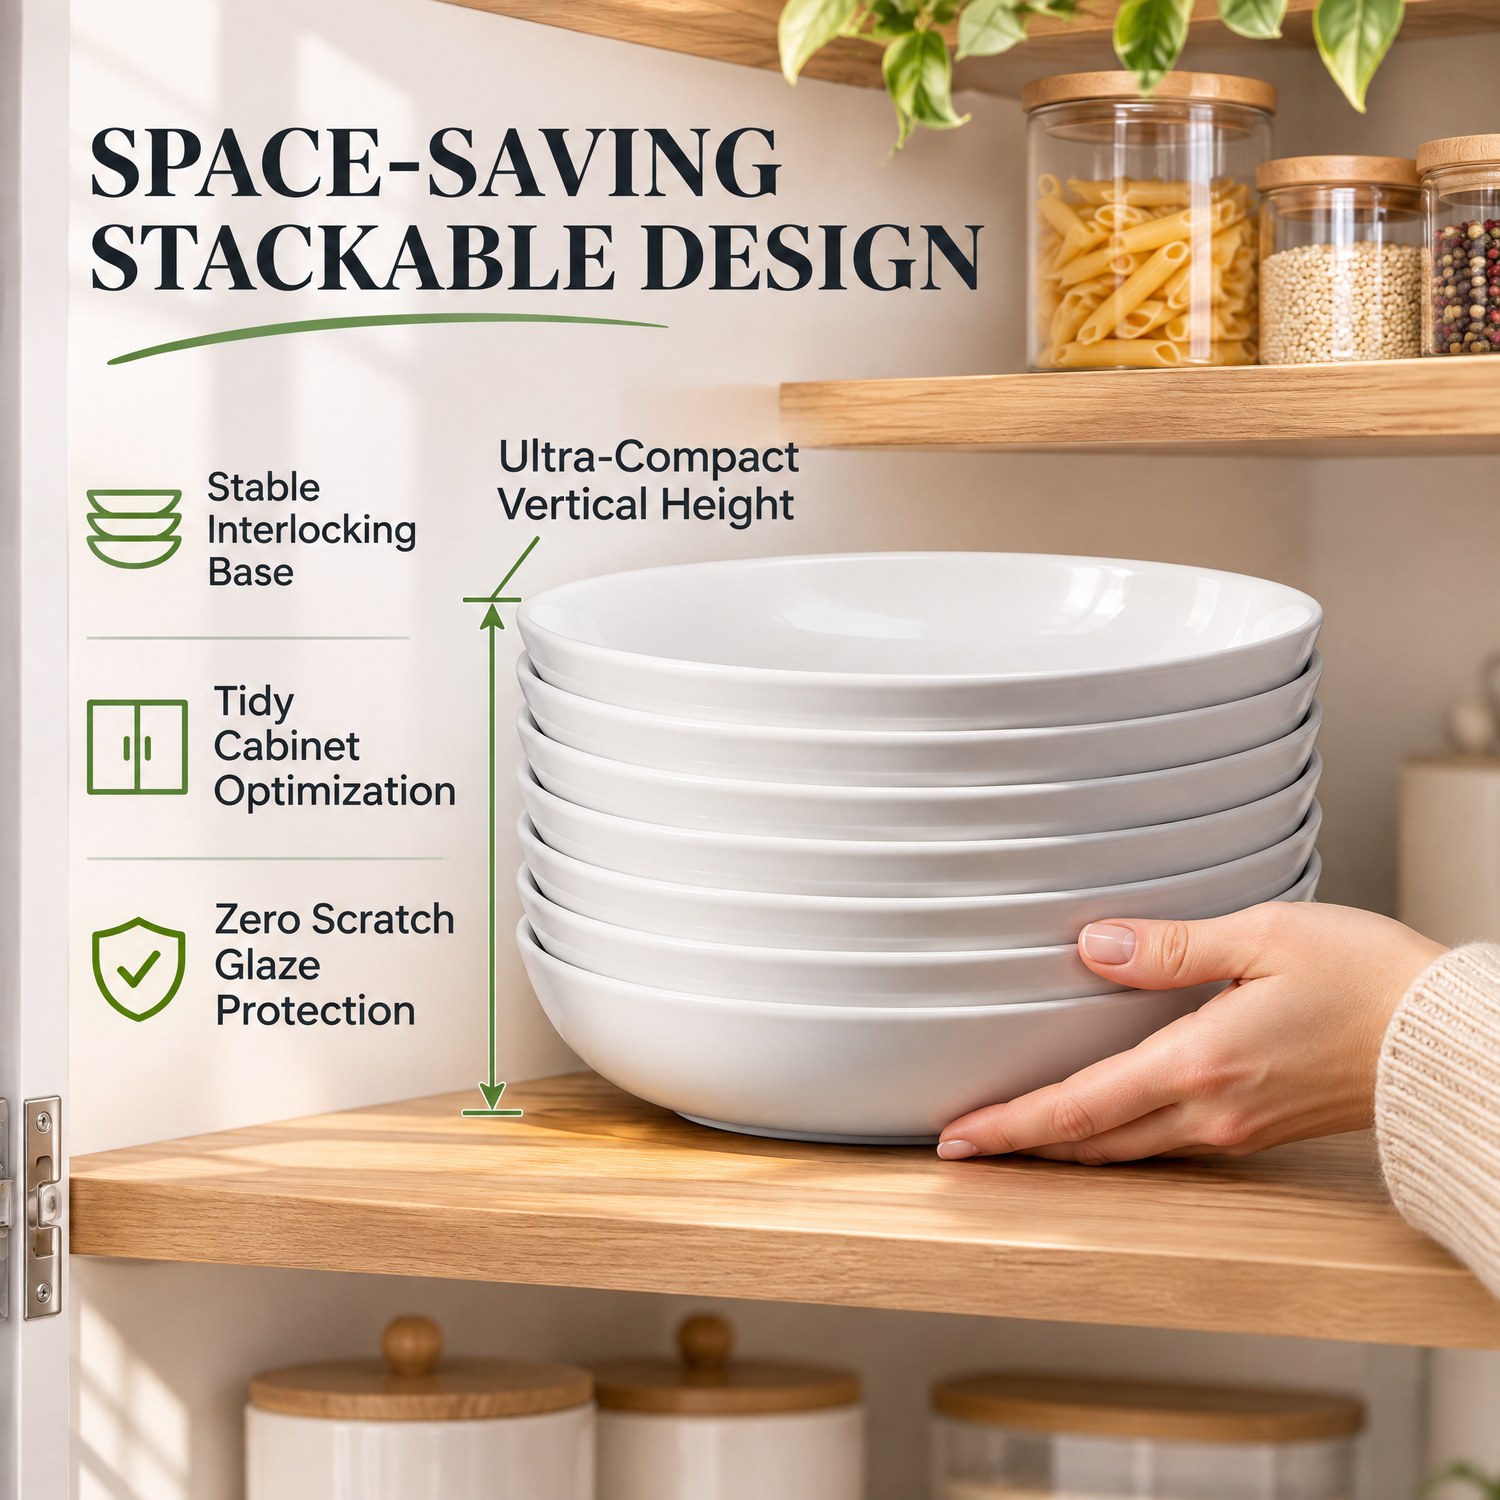 SPACE-SAVING
STACKABLE DESIGN
Ultra-Compact
Vertical Height
Stable
Interlocking
Base
Tidy
Cabinet
Optimization
Zero Scratch
Glaze
Protection